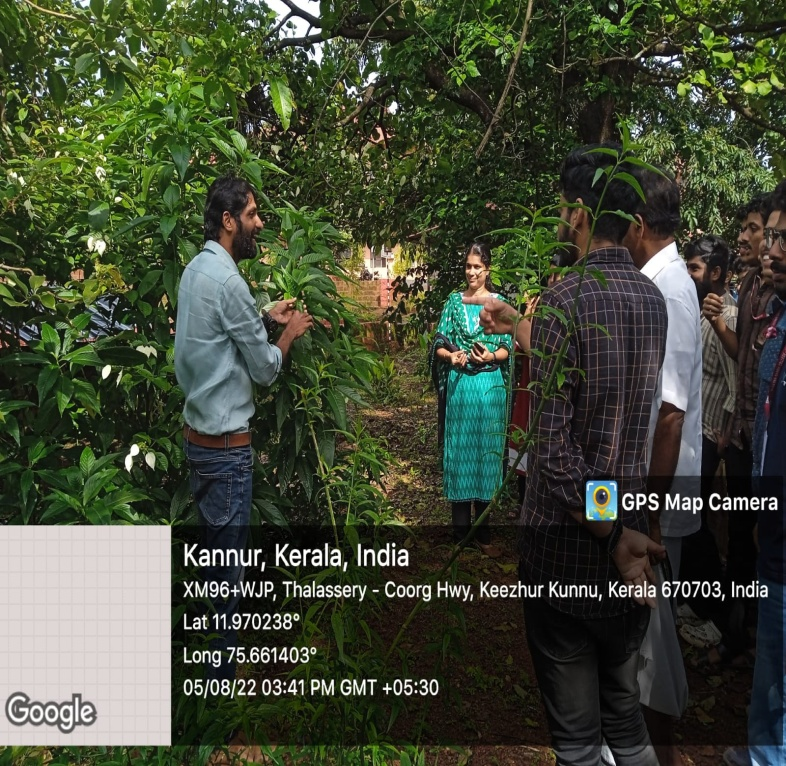 GPS Map Camera
Kannur, Kerala, India
XM96+WJP, Thalassery - Coorg Hwy, Keezhur Kunnu, Kerala 670703, India
Lat 11.970238°
Long 75.661403°
05/08/22 03:41 PM GMT +05:30
Google